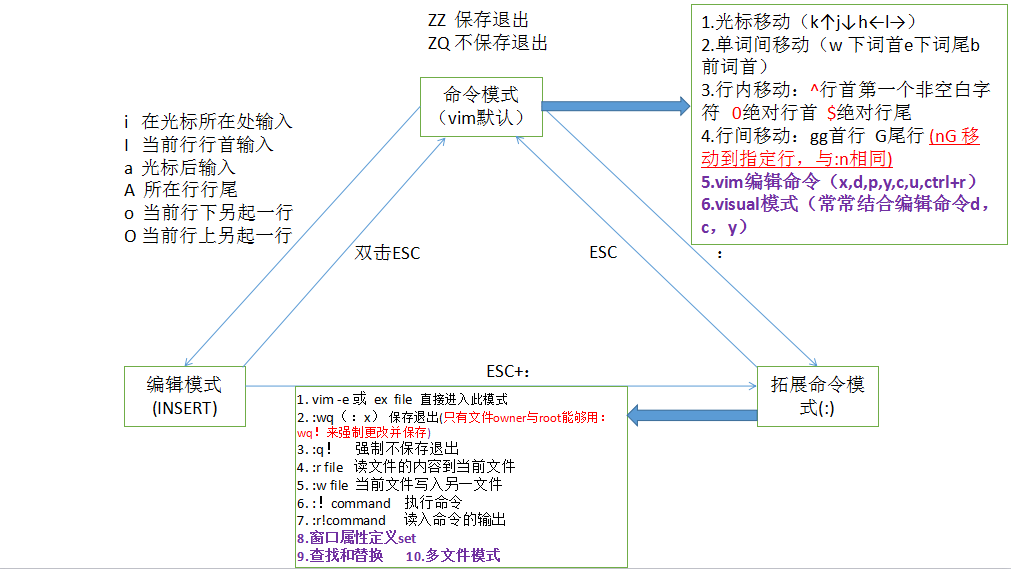 ZZ 保存退出
ZQ 不保存退出
命令模式
（vim默认）
1.光标移动（k↑j↓h←l→）
2.单词间移动（w 下词首e下词尾b
前词首）
3.行内移动：^行首第一个非空白字
符 0绝对行首 $绝对行尾
4.行间移动：gg首行 G尾行 (nG 移
动到指定行，与:n相同)
5.vim编辑命令（x,d,p,y,c,u,ctrl+r）
6.visual模式（常常结合编辑命令d，
c，y）
i 在光标所在处输入
I 当前行行首输入
a 光标后输入
A 所在行行尾
o 当前行下另起一行
O 当前行上另起一行
双击ESC
ESC
：
编辑模式
(INSERT)
ESC+：
拓展命令模
式(:)
1. vim -e 或 ex file 直接进入此模式
2. :wq（：x）保存退出(只有文件owner与root能够用：
wq！来强制更改并保存)
3. :q！ 强制不保存退出
4. :r file 读文件的内容到当前文件
5. :w file 当前文件写入另一文件
6. :！command 执行命令
7. :r!command 读入命令的输出
8.窗口属性定义set
9.查找和替换 10.多文件模式